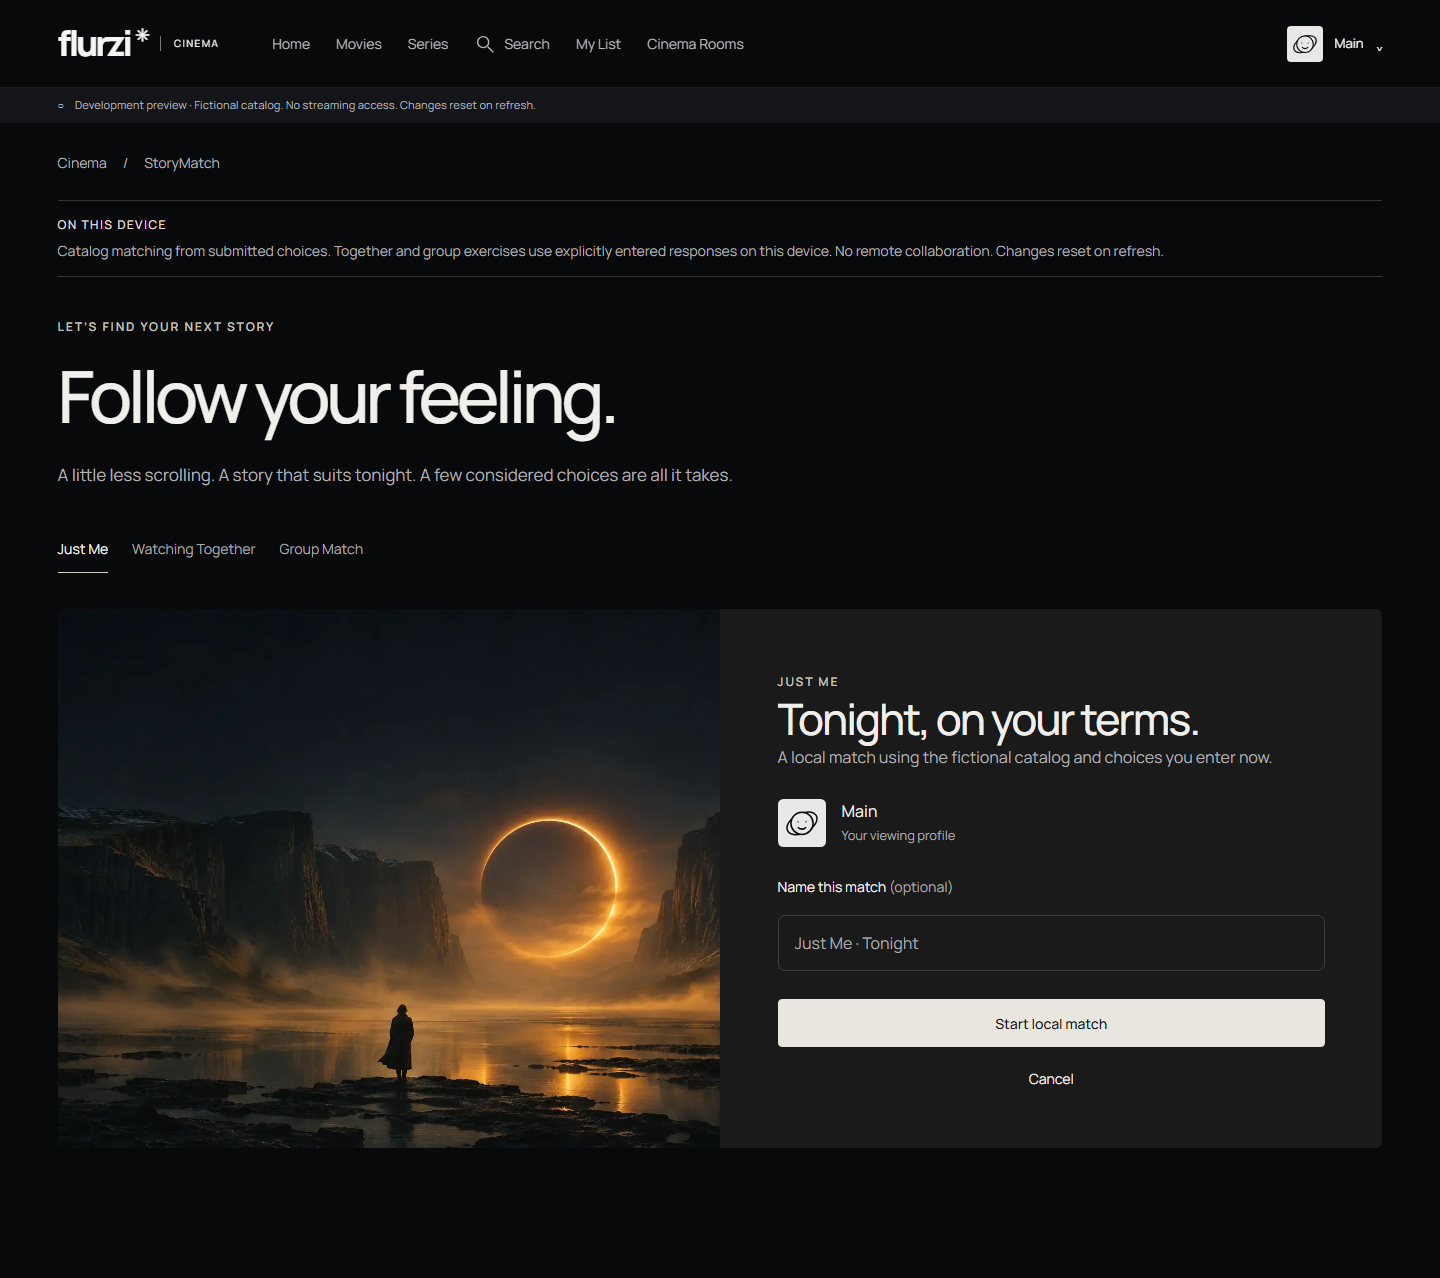 flurzi
CINEMA
Home
Movies
Series
Search
My List
Cinema Rooms
Main
Development preview · Fictional catalog. No streaming access. Changes reset on refresh.
Cinema / StoryMatch
ON THIS DEVICE
Catalog matching from submitted choices. Together and group exercises use explicitly entered responses on this device. No remote collaboration. Changes reset on refresh.
LET'S FIND YOUR NEXT STORY
Follow your feeling.
A little less scrolling. A story that suits tonight. A few considered choices are all it takes.
Just Me
Watching Together
Group Match
JUST ME
Tonight, on your terms.
A local match using the fictional catalog and choices you enter now.
Main
Your viewing profile
Name this match (optional)
Just Me · Tonight
Start local match
Cancel